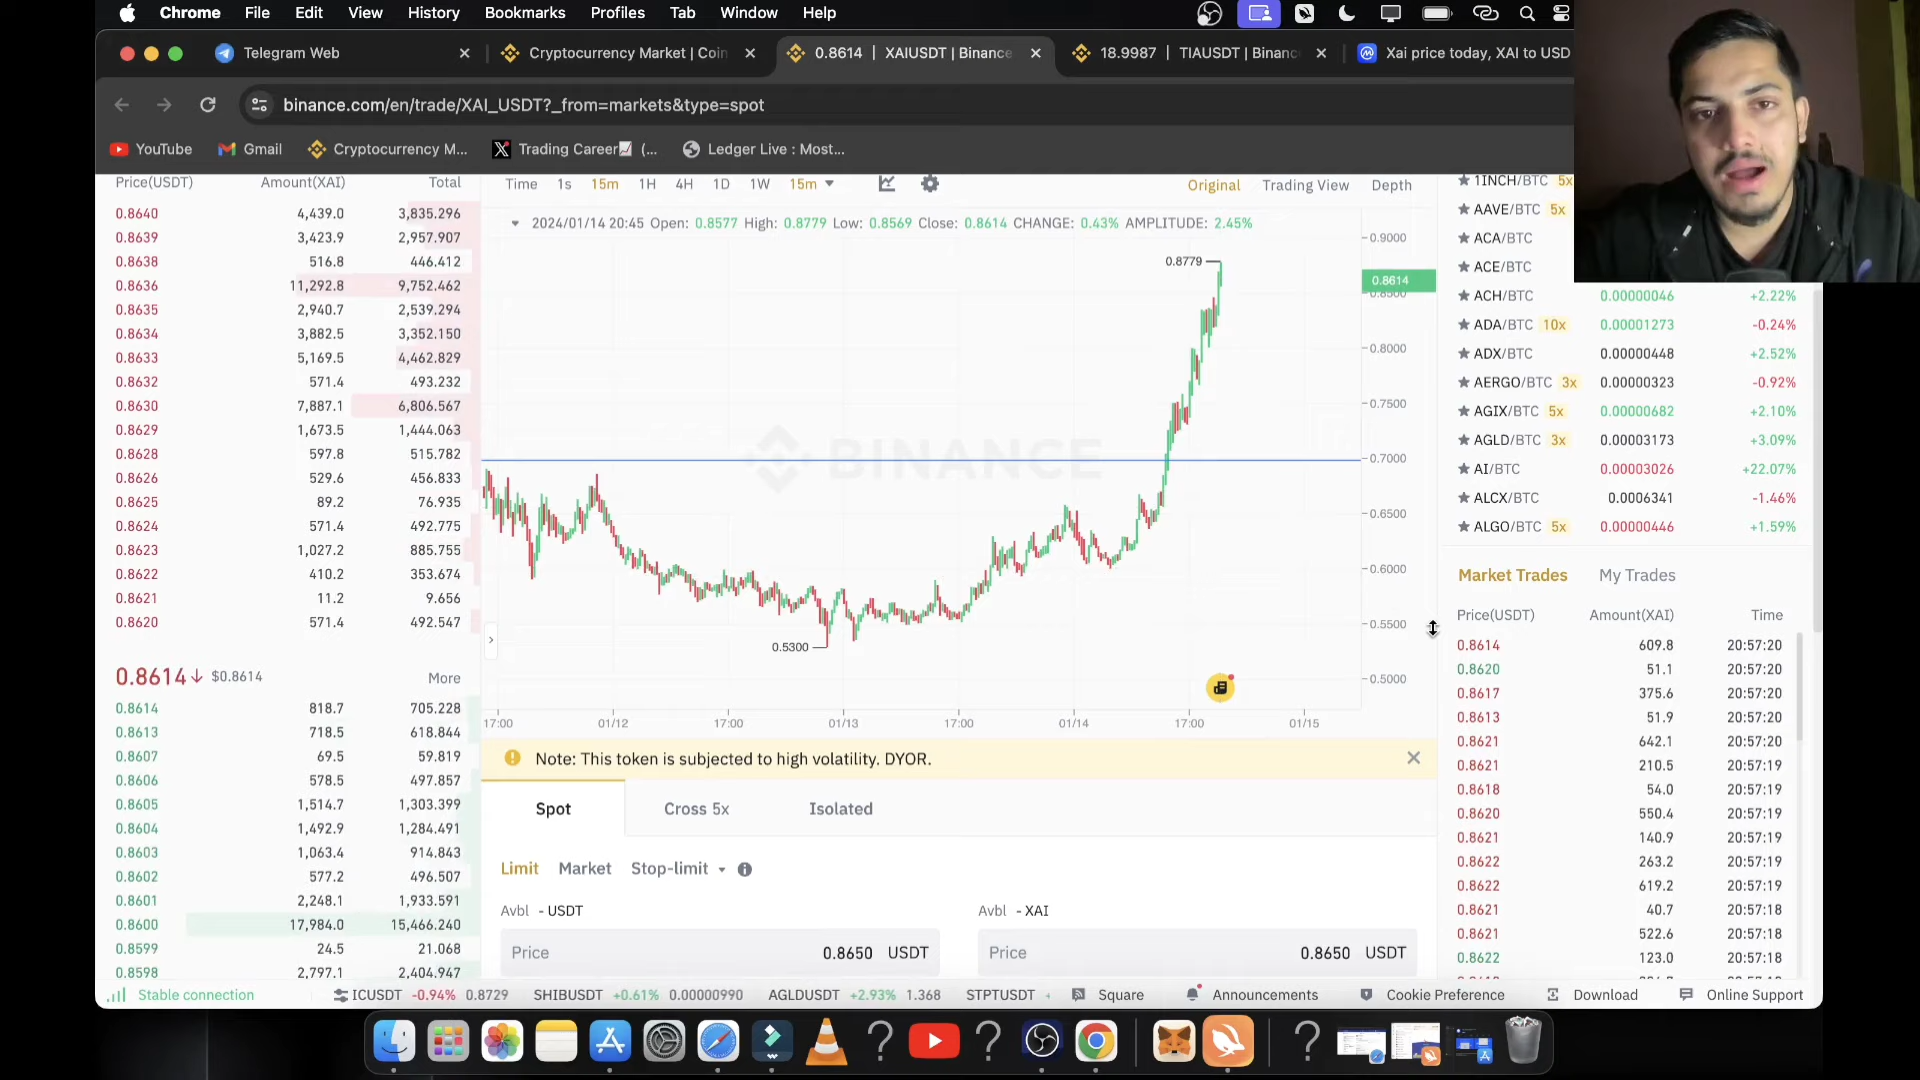 Chrome File Edit View History Bookmarks Profiles Tab Window Help
Telegram Web
Cryptocurrency Market | Coin
0.8614 | XAIUSDT | Binance
18.9987 | TIAUSDT | Binanc
Xai price today, XAI to USD
binance.com/en/trade/XAI_USDT?_from=markets&type=spot
YouTube Gmail Cryptocurrency M... Trading Career📈 (... Ledger Live : Most...
Price(USDT) Amount(XAI) Total
0.8640 4,439.0 3,835.296
0.8639 3,423.9 2,957.907
0.8638 516.8 446.412
0.8636 11,292.8 9,752.462
0.8635 2,940.7 2,539.294
0.8634 3,882.5 3,352.150
0.8633 5,169.5 4,462.829
0.8632 571.4 493.232
0.8630 7,887.1 6,806.567
0.8629 1,673.5 1,444.063
0.8628 597.8 515.782
0.8626 529.6 456.833
0.8625 89.2 76.935
0.8624 571.4 492.775
0.8623 1,027.2 885.755
0.8622 410.2 353.674
0.8621 11.2 9.656
0.8620 571.4 492.547
0.8614↓ $0.8614 More
0.8614 818.7 705.228
0.8613 718.5 618.844
0.8607 69.5 59.819
0.8606 578.5 497.857
0.8605 1,514.7 1,303.399
0.8604 1,492.9 1,284.491
0.8603 1,063.4 914.843
0.8602 577.2 496.507
0.8601 2,248.1 1,933.591
0.8600 17,984.0 15,466.240
0.8599 24.5 21.068
0.8598 2,797.1 2,404.947
Time 1s 15m 1H 4H 1D 1W 15m
Original Trading View Depth
2024/01/14 20:45 Open: 0.8577 High: 0.8779 Low: 0.8569 Close: 0.8614 CHANGE: 0.43% AMPLITUDE: 2.45%
0.9000
0.8779
0.8614
0.8000
0.7500
BINANCE
0.7000
0.6500
0.6000
0.5500
0.5300
0.5000
17:00 01/12 17:00 01/13 17:00 01/14 17:00 01/15
Note: This token is subjected to high volatility. DYOR.
Spot Cross 5x Isolated
Limit Market Stop-limit
Avbl - USDT
Avbl - XAI
Price 0.8650 USDT
Price 0.8650 USDT
1INCH/BTC 5x
AAVE/BTC 5x
ACA/BTC
ACE/BTC
ACH/BTC 0.00000046 +2.22%
ADA/BTC 10x 0.00001273 -0.24%
ADX/BTC 0.00000448 +2.52%
AERGO/BTC 3x 0.00000323 -0.92%
AGIX/BTC 5x 0.00000682 +2.10%
AGLD/BTC 3x 0.00003173 +3.09%
AI/BTC 0.00003026 +22.07%
ALCX/BTC 0.0006341 -1.46%
ALGO/BTC 5x 0.00000446 +1.59%
Market Trades My Trades
Price(USDT) Amount(XAI) Time
0.8614 609.8 20:57:20
0.8620 51.1 20:57:20
0.8617 375.6 20:57:20
0.8613 51.9 20:57:20
0.8621 642.1 20:57:20
0.8621 210.5 20:57:19
0.8618 54.0 20:57:19
0.8620 550.4 20:57:19
0.8621 140.9 20:57:19
0.8622 263.2 20:57:19
0.8622 619.2 20:57:19
0.8621 40.7 20:57:18
0.8621 522.6 20:57:18
0.8622 123.0 20:57:18
Stable connection
ICUSDT -0.94% 0.8729 SHIBUSDT +0.61% 0.00000990 AGLDUSDT +2.93% 1.368 STPTUSDT
Square Announcements Cookie Preference Download Online Support